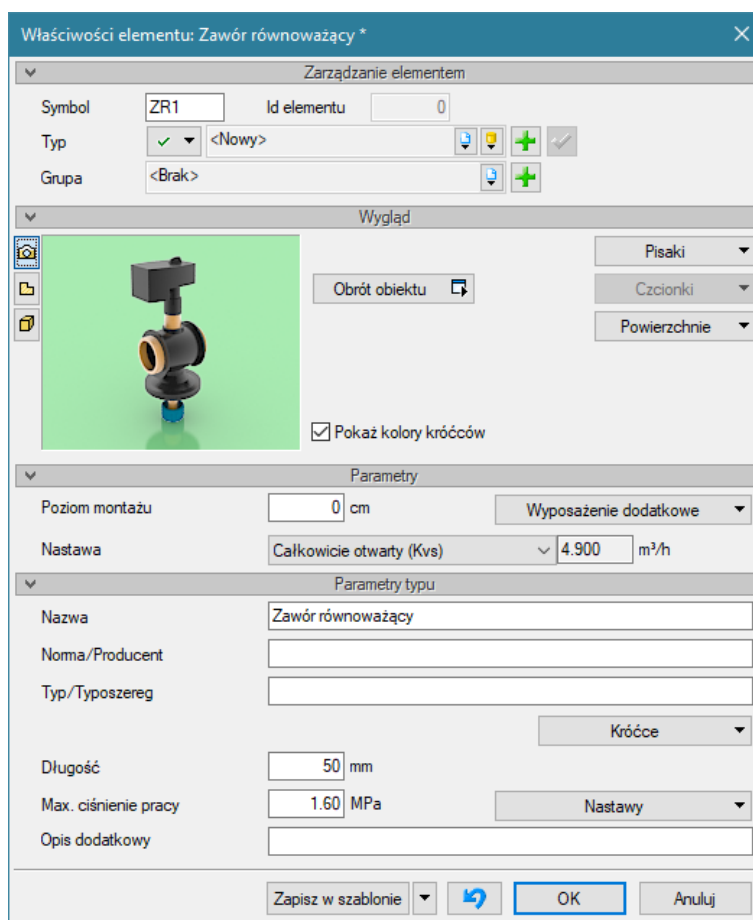 Właściwości elementu: Zawór równoważący *
Zarządzanie elementem
Symbol ZR1 Id elementu 0
Typ <Nowy>
Grupa <Brak>
Wygląd
Pisaki
Obrót obiektu Czcionki
Powierzchnie
Pokaż kolory króćców
Parametry
Poziom montażu 0 cm Wyposażenie dodatkowe
Nastawa Całkowicie otwarty (Kvs) 4.900 m³/h
Parametry typu
Nazwa Zawór równoważący
Norma/Producent
Typ/Typoszereg
Króćce
Długość 50 mm
Max. ciśnienie pracy 1.60 MPa Nastawy
Opis dodatkowy
Zapisz w szablonie OK Anuluj